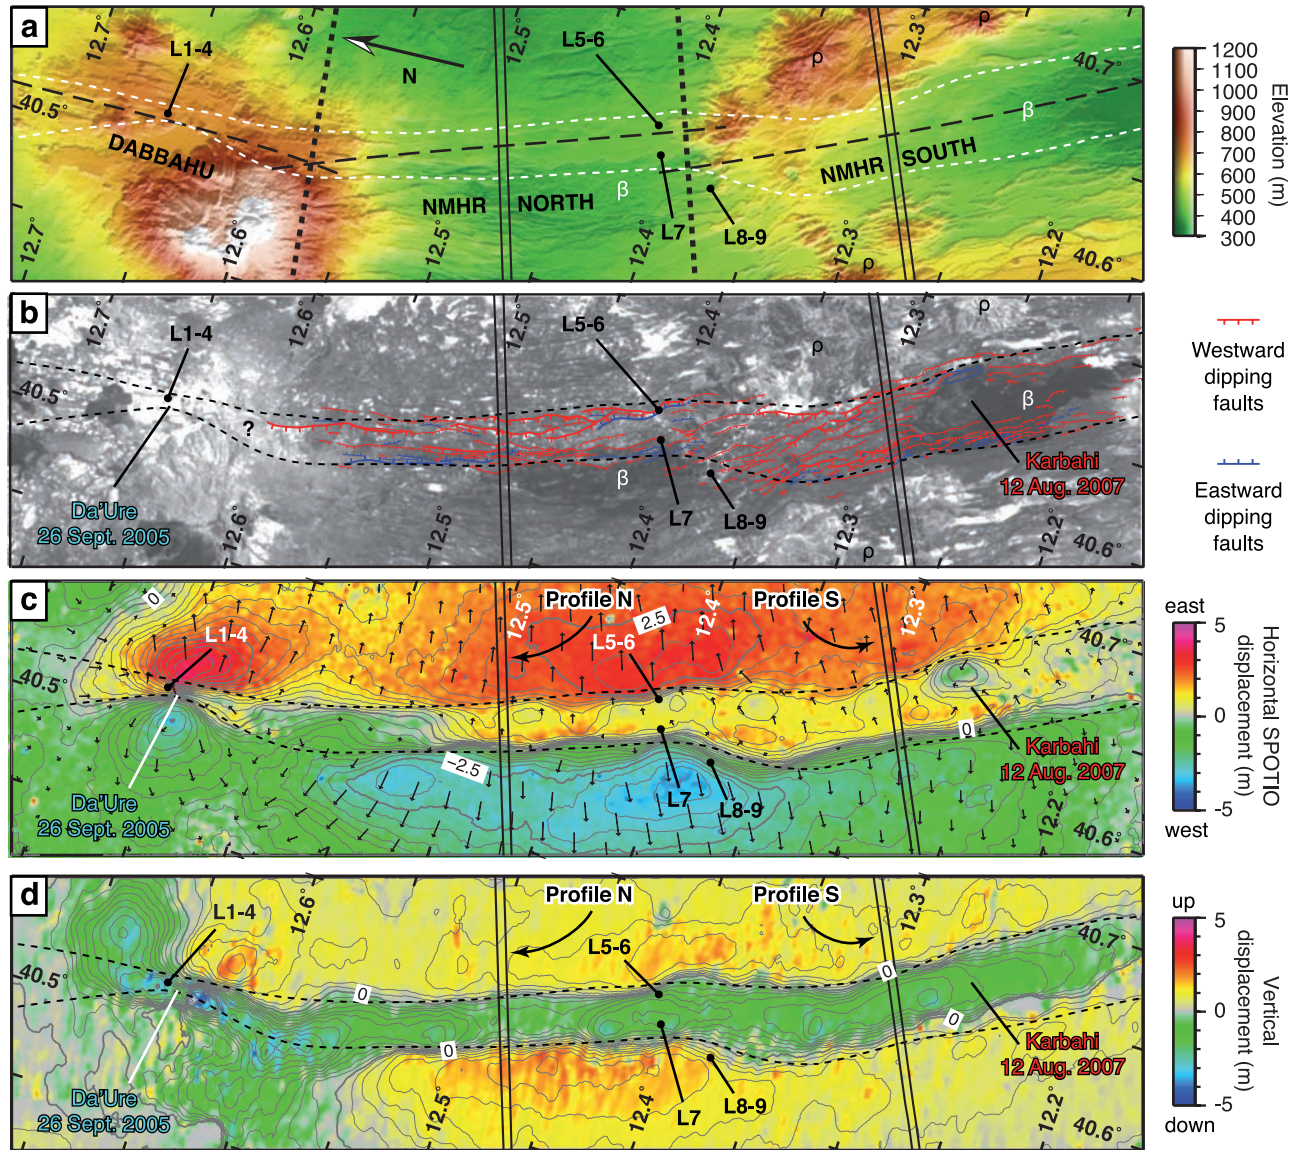 a
12.7°
L1-4
12.6°
N
12.5°
L5-6
12.4°
ρ
12.3°
ρ
40.7°
40.5°
DABBAHU
NMHR NORTH
β
NMHR SOUTH
β
12.7°
12.6°
12.5°
12.4°
L7
L8-9
12.3°
ρ
12.2°
40.6°
1200
1100
1000
900
800
700
600
500
400
300
Elevation (m)
b
12.7°
L1-4
12.6°
12.5°
L5-6
12.4°
ρ
12.3°
ρ
40.5°
?
β
β
Da'Ure
26 Sept. 2005
12.6°
12.5°
12.4°
L7
L8-9
12.3°
ρ
Karbahi
12 Aug. 2007
12.2°
40.6°
Westward
dipping
faults
Eastward
dipping
faults
c
0
L1-4
12.5°
Profile N
2.5
L5-6
12.4°
Profile S
12.3°
40.7°
40.5°
−2.5
0
Da'Ure
26 Sept. 2005
L7
L8-9
Karbahi
12 Aug. 2007
12.2°
40.6°
east
5
0
-5
west
Horizontal SPOTIO
displacement (m)
d
L1-4
12.6°
Profile N
L5-6
Profile S
12.3°
40.7°
40.5°
0
0
0
0
Da'Ure
26 Sept. 2005
12.5°
12.4°
L7
L8-9
Karbahi
12 Aug. 2007
12.2°
40.6°
up
5
0
-5
down
Vertical
displacement (m)